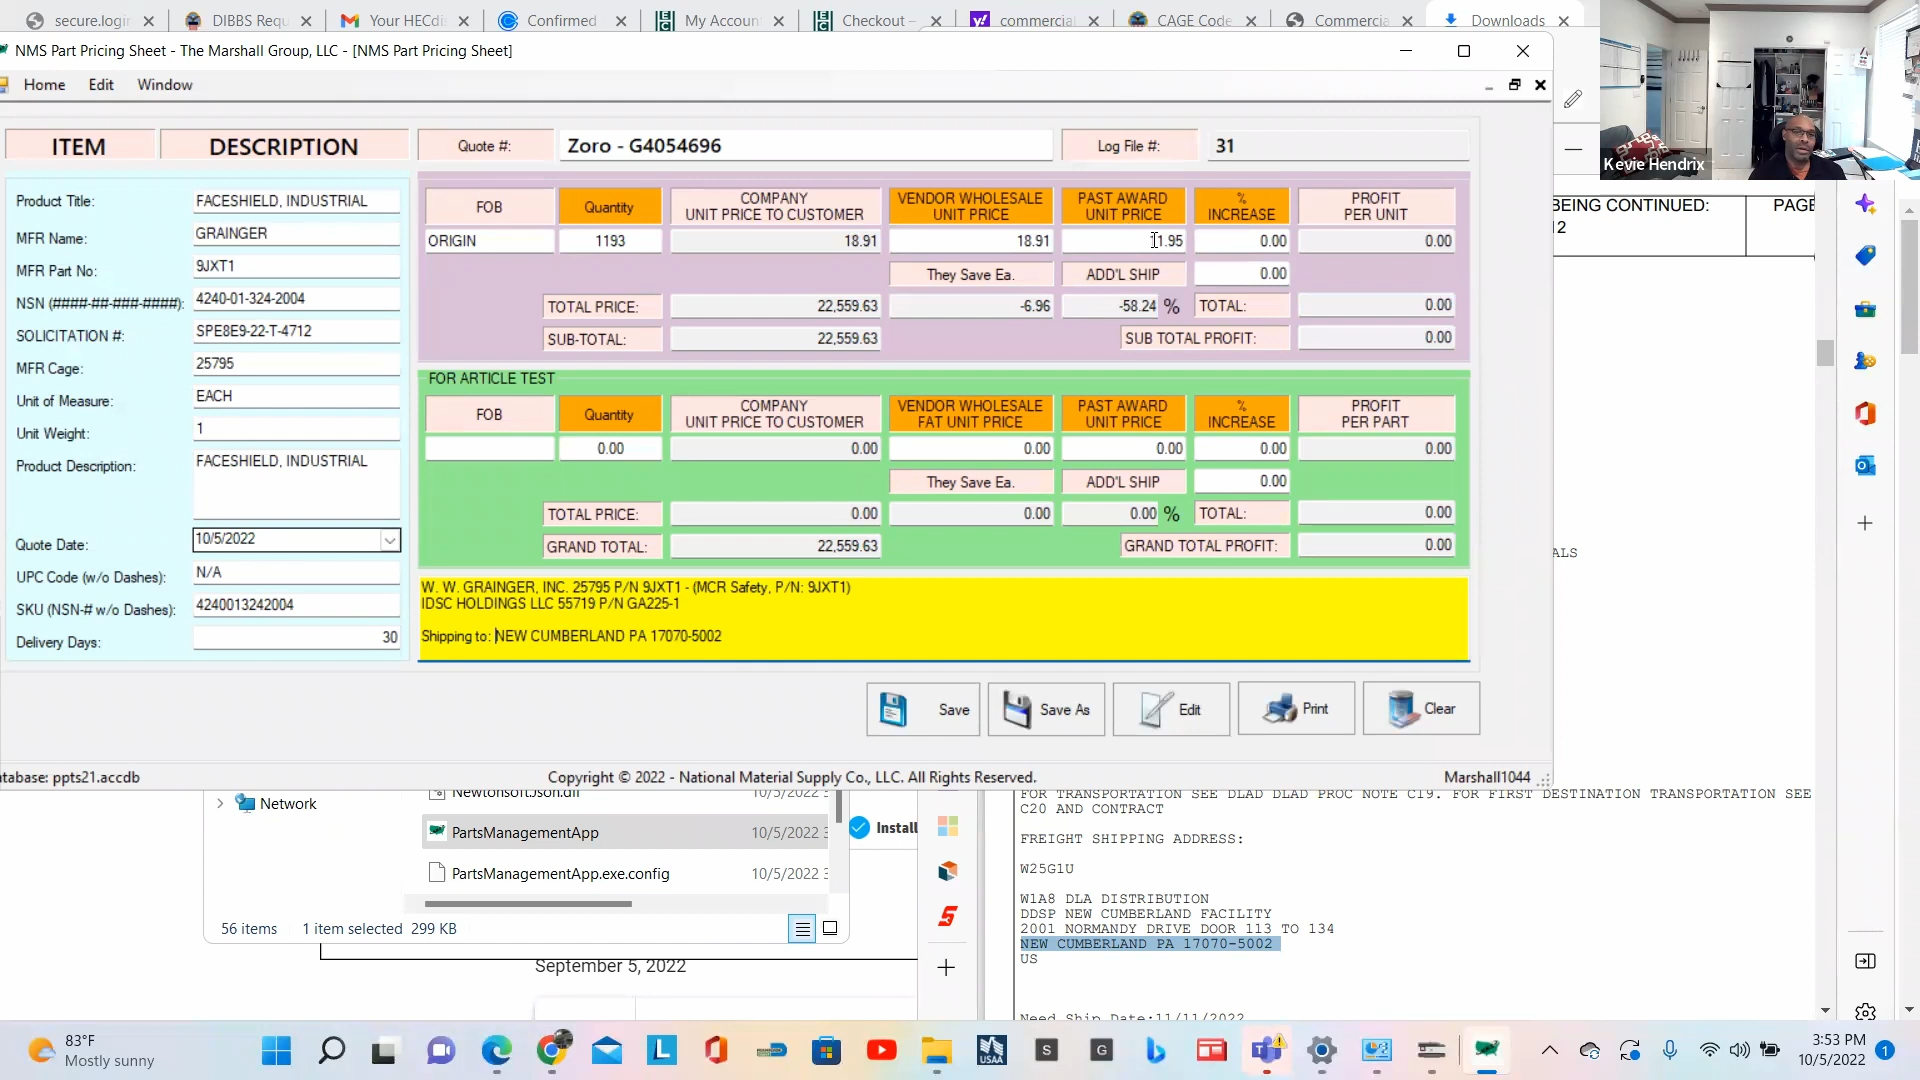 secure.login
DIBBS Requ
Your HECdis
Confirmed
My Accoun
Checkout –
commercial
CAGE Code
Commercia
Downloads
NMS Part Pricing Sheet - The Marshall Group, LLC - [NMS Part Pricing Sheet]
Home Edit Window
ITEM DESCRIPTION
Quote #: Zoro - G4054696 Log File #: 31
Product Title: FACESHIELD, INDUSTRIAL
MFR Name: GRAINGER
MFR Part No: 9JXT1
NSN (####-##-###-####): 4240-01-324-2004
SOLICITATION #: SPE8E9-22-T-4712
MFR Cage: 25795
Unit of Measure: EACH
Unit Weight: 1
Product Description: FACESHIELD, INDUSTRIAL
Quote Date: 10/5/2022
UPC Code (w/o Dashes): N/A
SKU (NSN-# w/o Dashes): 4240013242004
Delivery Days: 30
FOB Quantity COMPANY UNIT PRICE TO CUSTOMER VENDOR WHOLESALE UNIT PRICE PAST AWARD UNIT PRICE % INCREASE PROFIT PER UNIT
ORIGIN 1193 18.91 18.91 11.95 0.00 0.00
They Save Ea. ADD'L SHIP 0.00
TOTAL PRICE: 22,559.63 -6.96 -58.24 % TOTAL: 0.00
SUB-TOTAL: 22,559.63 SUB TOTAL PROFIT: 0.00
FOR ARTICLE TEST
FOB Quantity COMPANY UNIT PRICE TO CUSTOMER VENDOR WHOLESALE FAT UNIT PRICE PAST AWARD UNIT PRICE % INCREASE PROFIT PER PART
0.00 0.00 0.00 0.00 0.00 0.00
They Save Ea. ADD'L SHIP 0.00
TOTAL PRICE: 0.00 0.00 0.00 % TOTAL: 0.00
GRAND TOTAL: 22,559.63 GRAND TOTAL PROFIT: 0.00
W. W. GRAINGER, INC. 25795 P/N 9JXT1 - (MCR Safety, P/N: 9JXT1)
IDSC HOLDINGS LLC 55719 P/N GA225-1
Shipping to: NEW CUMBERLAND PA 17070-5002
Save Save As Edit Print Clear
tabase: ppts21.accdb Copyright © 2022 - National Material Supply Co., LLC. All Rights Reserved. Marshall1044
Kevie Hendrix
BEING CONTINUED: PAGE
12
ALS
Network
Newtonsoft.Json.dll 10/5/2022 3
PartsManagementApp 10/5/2022 3
PartsManagementApp.exe.config 10/5/2022 3
56 items 1 item selected 299 KB
Install
September 5, 2022
FOR TRANSPORTATION SEE DLAD DLAD PROC NOTE C19. FOR FIRST DESTINATION TRANSPORTATION SEE
C20 AND CONTRACT
FREIGHT SHIPPING ADDRESS:
W25G1U
W1A8 DLA DISTRIBUTION
DDSP NEW CUMBERLAND FACILITY
2001 NORMANDY DRIVE DOOR 113 TO 134
NEW CUMBERLAND PA 17070-5002
US
Need Ship Date:11/11/2022
83°F
Mostly sunny
USAA
S
G
3:53 PM
10/5/2022
1